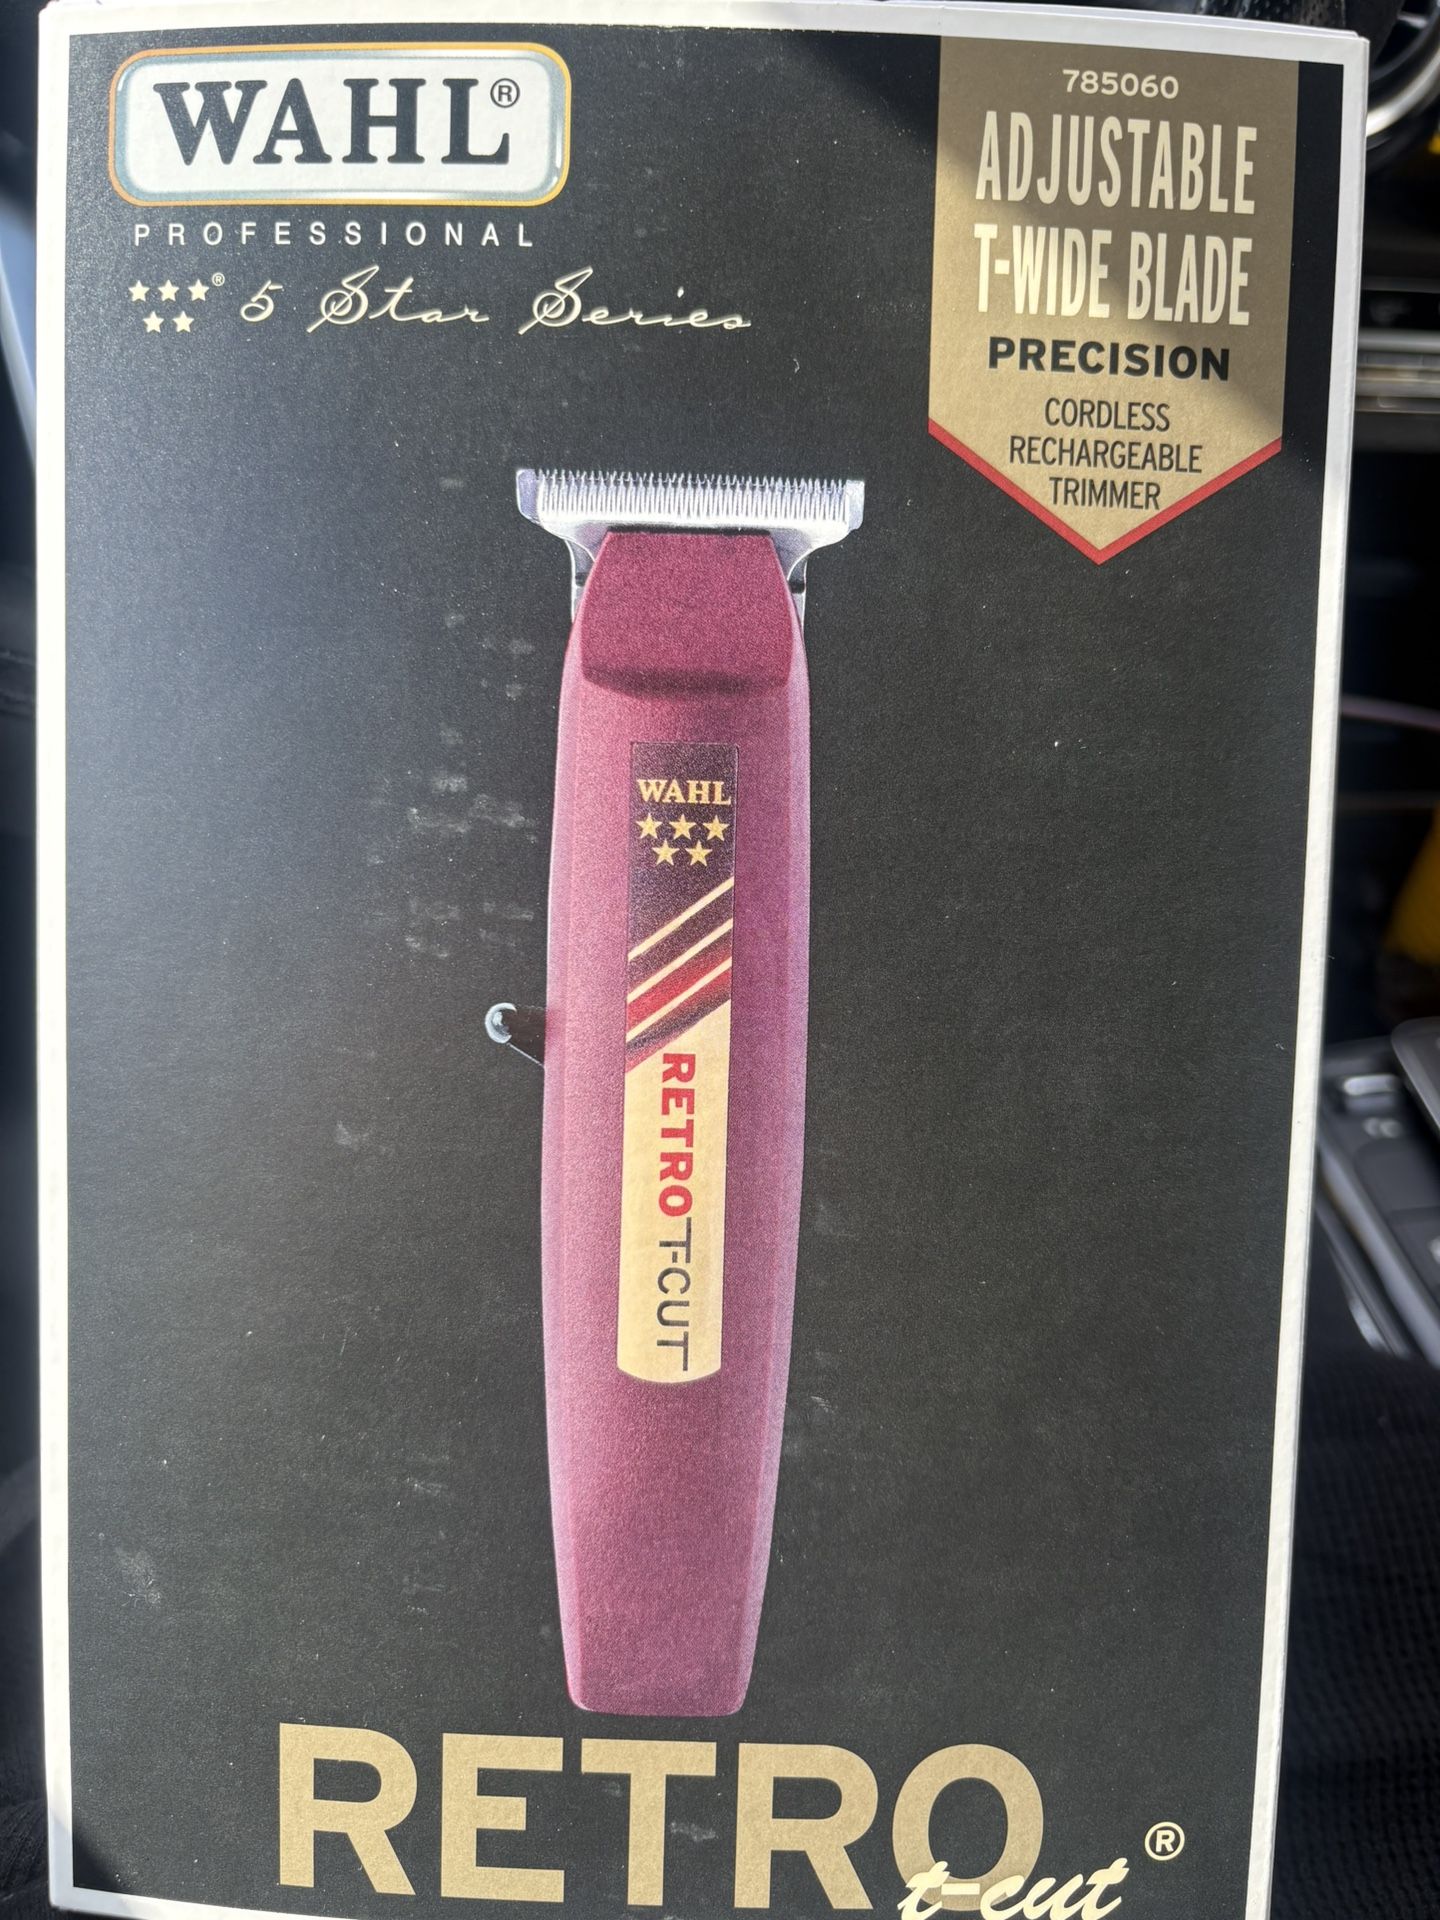 WAHL®
PROFESSIONAL
® 5 Star Series
785060
ADJUSTABLE
T-WIDE BLADE
PRECISION
CORDLESS
RECHARGEABLE
TRIMMER
WAHL
RETRO T-CUT
RETRO
t-cut®